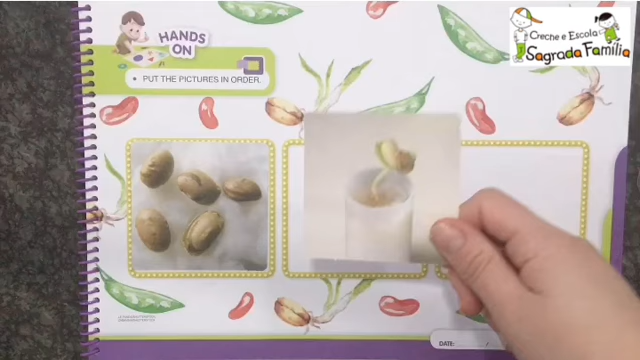 HANDS
ON
• PUT THE PICTURES IN ORDER.
Creche e Escola
Sagrada Família
DATE: /